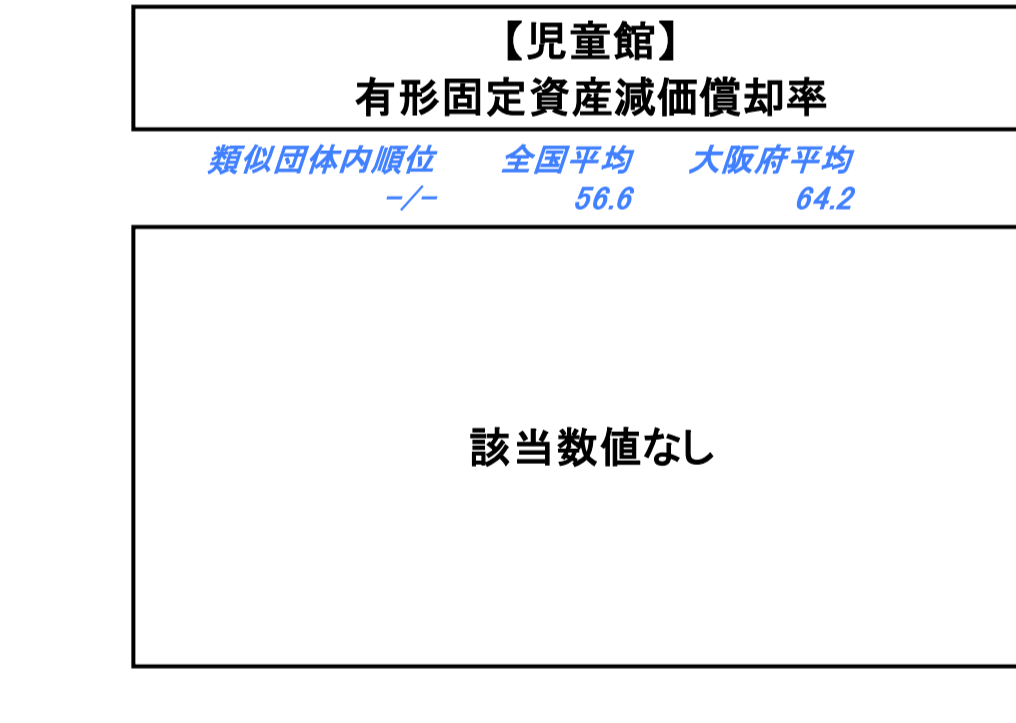 【児童館】
有形固定資産減価償却率
類似団体内順位 全国平均 大阪府平均
-/- 56.6 64.2
該当数値なし